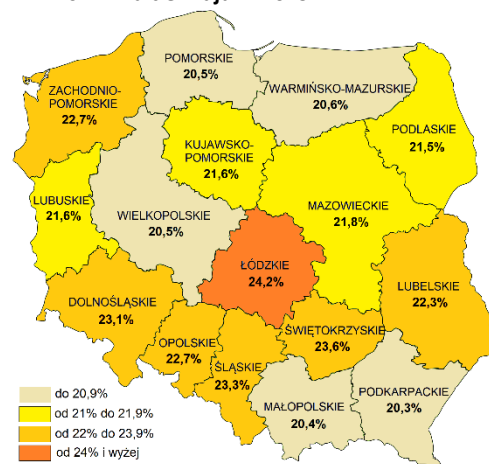 POMORSKIE
20,5%
ZACHODNIO-
POMORSKIE
22,7%
WARMIŃSKO-MAZURSKIE
20,6%
PODLASKIE
21,5%
KUJAWSKO-
POMORSKIE
21,6%
LUBUSKIE
21,6%
WIELKOPOLSKIE
20,5%
MAZOWIECKIE
21,8%
ŁÓDZKIE
24,2%
LUBELSKIE
22,3%
DOLNOŚLĄSKIE
23,1%
OPOLSKIE
22,7%
ŚLĄSKIE
23,3%
ŚWIĘTOKRZYSKIE
23,6%
MAŁOPOLSKIE
20,4%
PODKARPACKIE
20,3%
do 20,9%
od 21% do 21,9%
od 22% do 23,9%
od 24% i wyżej